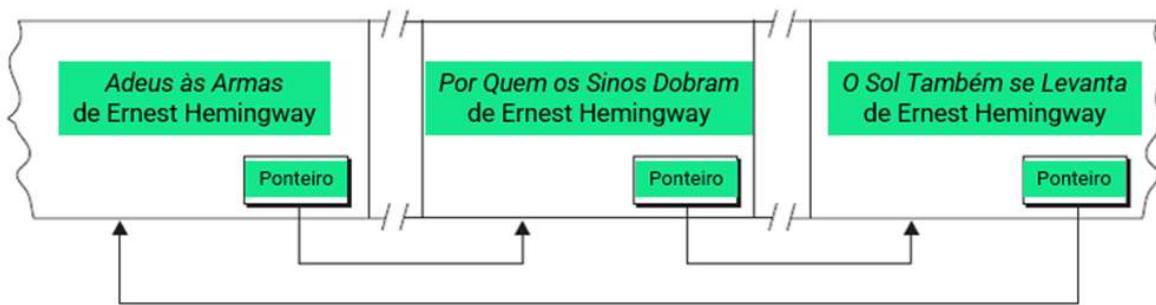 Adeus às Armas
de Ernest Hemingway
Ponteiro
Por Quem os Sinos Dobram
de Ernest Hemingway
Ponteiro
O Sol Também se Levanta
de Ernest Hemingway
Ponteiro